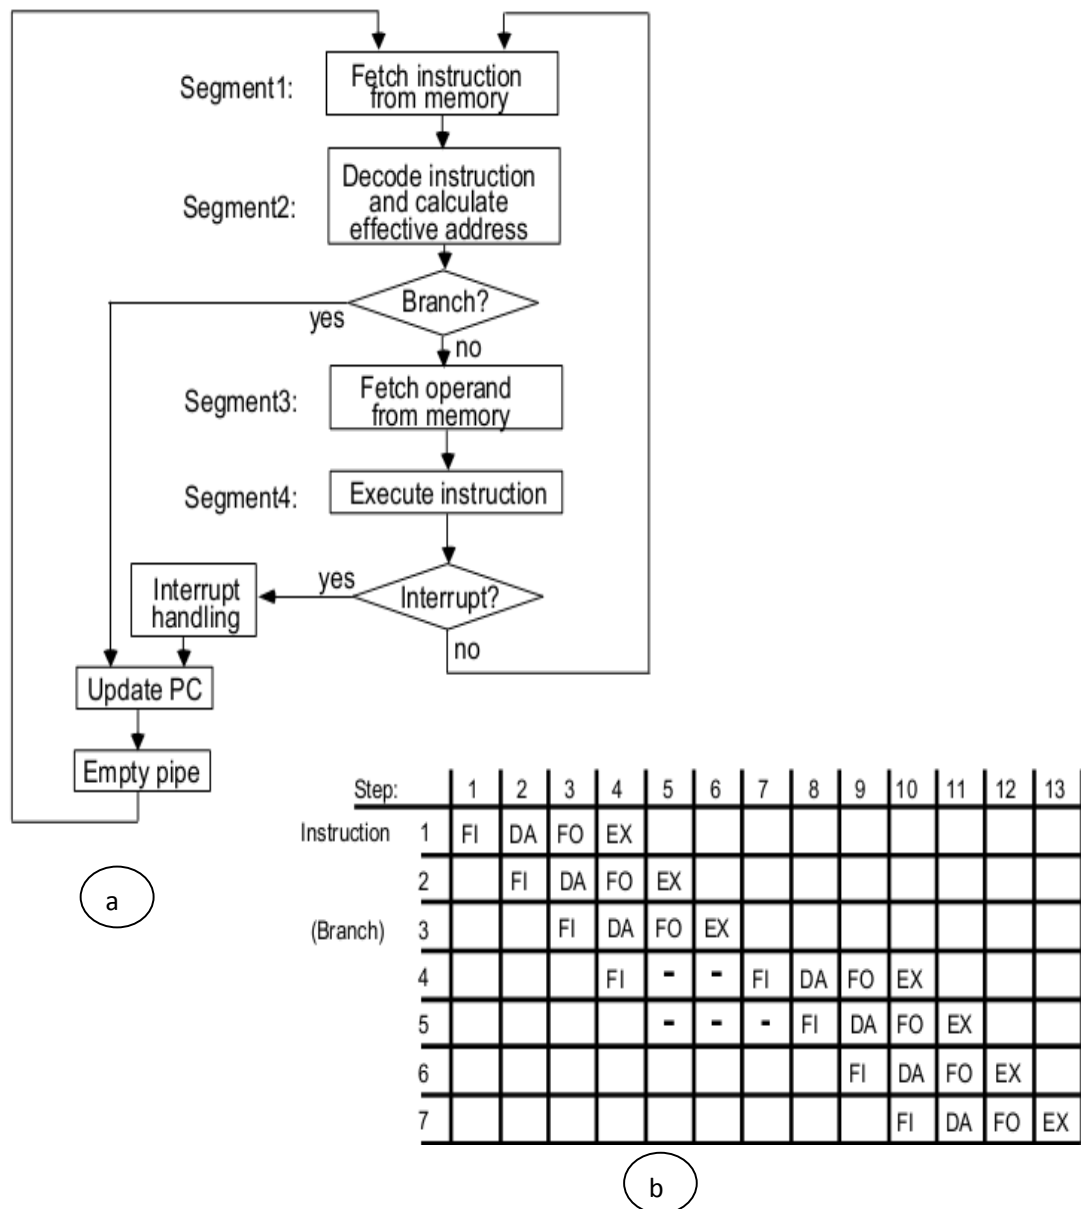 Segment1:
Fetch instruction
from memory
Segment2:
Decode instruction
and calculate
effective address
Branch?
yes
no
Segment3:
Fetch operand
from memory
Segment4:
Execute instruction
Interrupt?
yes
no
Interrupt
handling
Update PC
Empty pipe
a
Step: 1 2 3 4 5 6 7 8 9 10 11 12 13
Instruction 1 FI DA FO EX
2 FI DA FO EX
(Branch) 3 FI DA FO EX
4 FI - - FI DA FO EX
5 - - - FI DA FO EX
6 FI DA FO EX
7 FI DA FO EX
b